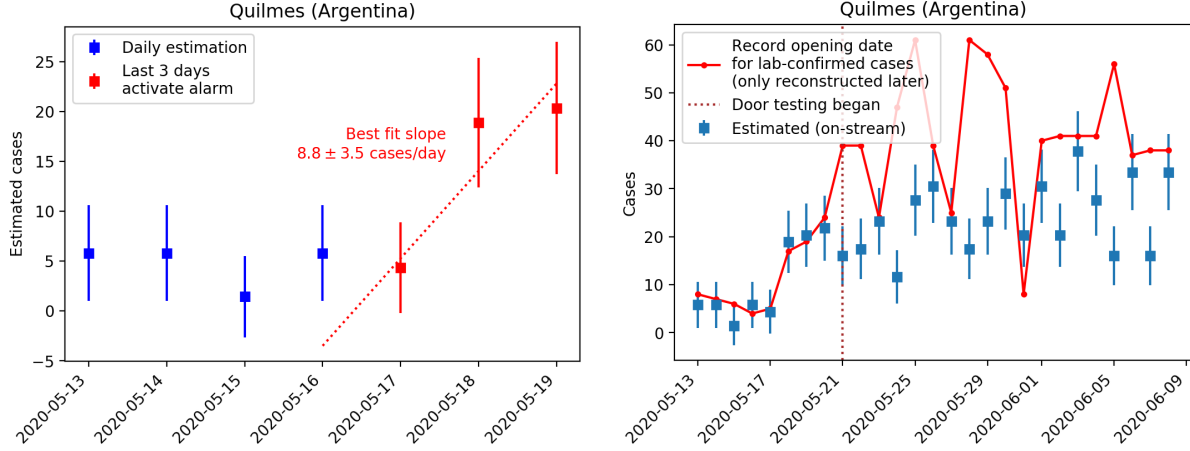 Quilmes (Argentina)
Daily estimation
Last 3 days
activate alarm
Best fit slope
8.8 ± 3.5 cases/day
Estimated cases
25
20
15
10
5
0
−5
2020-05-13
2020-05-14
2020-05-15
2020-05-16
2020-05-17
2020-05-18
2020-05-19
Quilmes (Argentina)
Record opening date
for lab-confirmed cases
(only reconstructed later)
Door testing began
Estimated (on-stream)
Cases
60
50
40
30
20
10
0
2020-05-13
2020-05-17
2020-05-21
2020-05-25
2020-05-29
2020-06-01
2020-06-05
2020-06-09